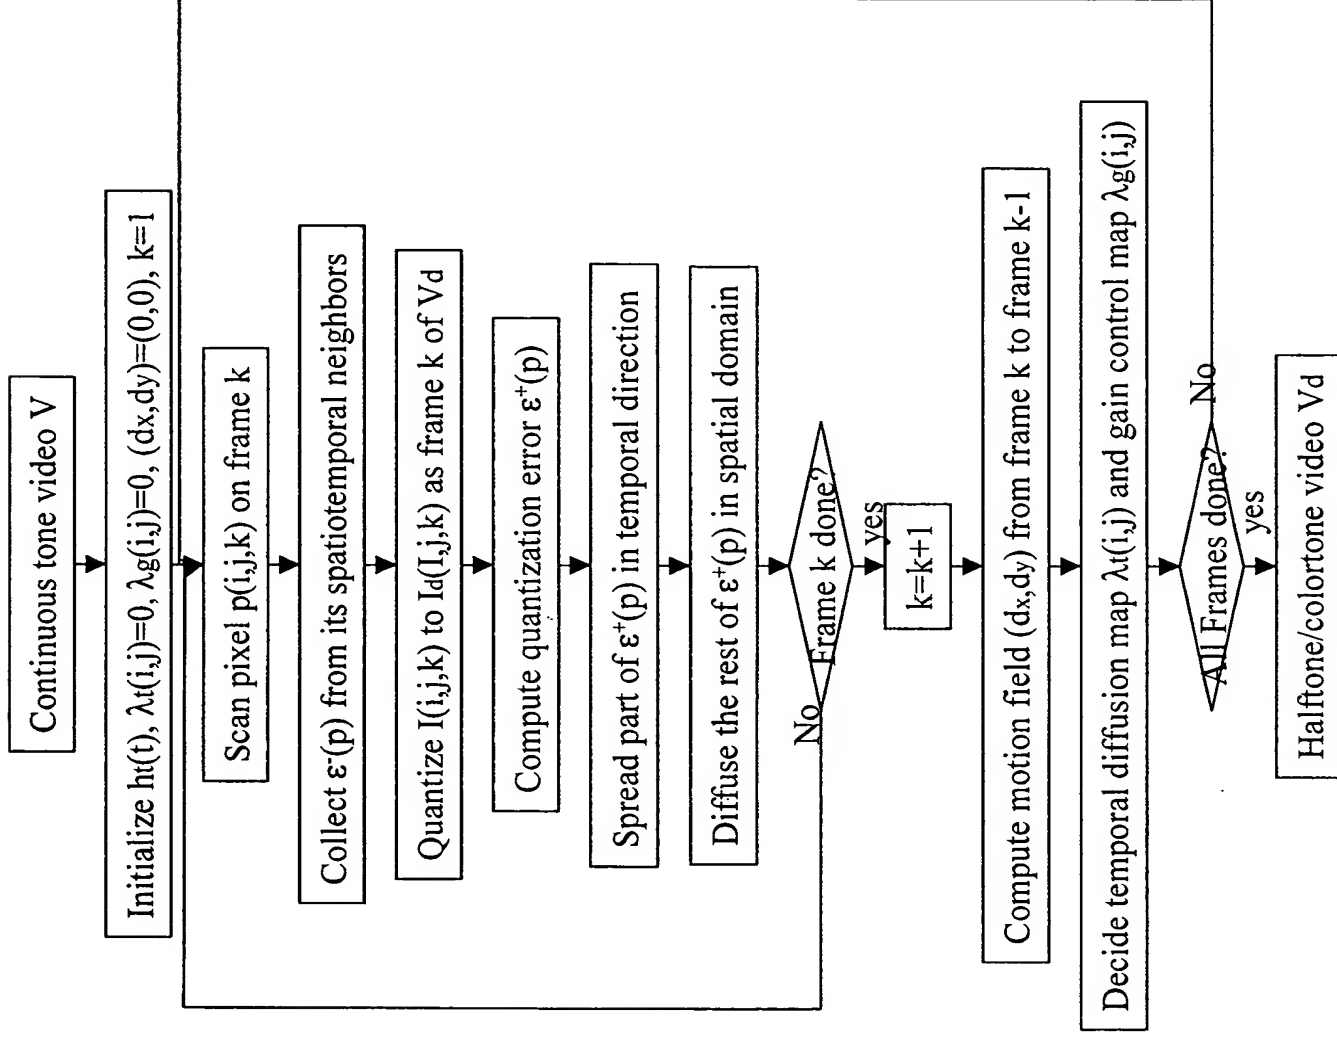 Continuous tone video V
Initialize ht(t), λt(i,j)=0, λg(i,j)=0, (dx,dy)=(0,0), k=1
Scan pixel p(i,j,k) on frame k
Collect ε⁻(p) from its spatiotemporal neighbors
Quantize I(i,j,k) to Id(I,j,k) as frame k of Vd
Compute quantization error ε⁺(p)
Spread part of ε⁺(p) in temporal direction
Diffuse the rest of ε⁺(p) in spatial domain
No
Frame k done?
yes
k=k+1
Compute motion field (dx,dy) from frame k to frame k-1
Decide temporal diffusion map λt(i,j) and gain control map λg(i,j)
All Frames done?
No
yes
Halftone/colortone video Vd